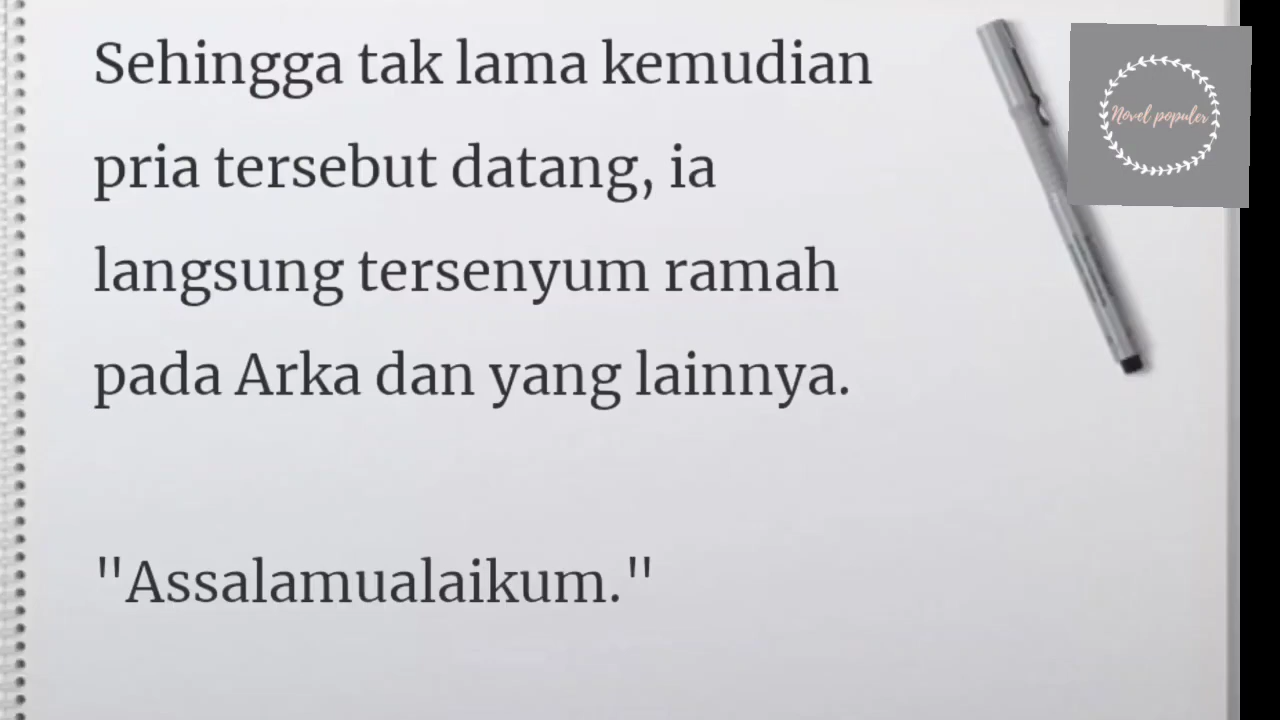 Sehingga tak lama kemudian
pria tersebut datang, ia
langsung tersenyum ramah
pada Arka dan yang lainnya.
"Assalamualaikum."
Novel populer